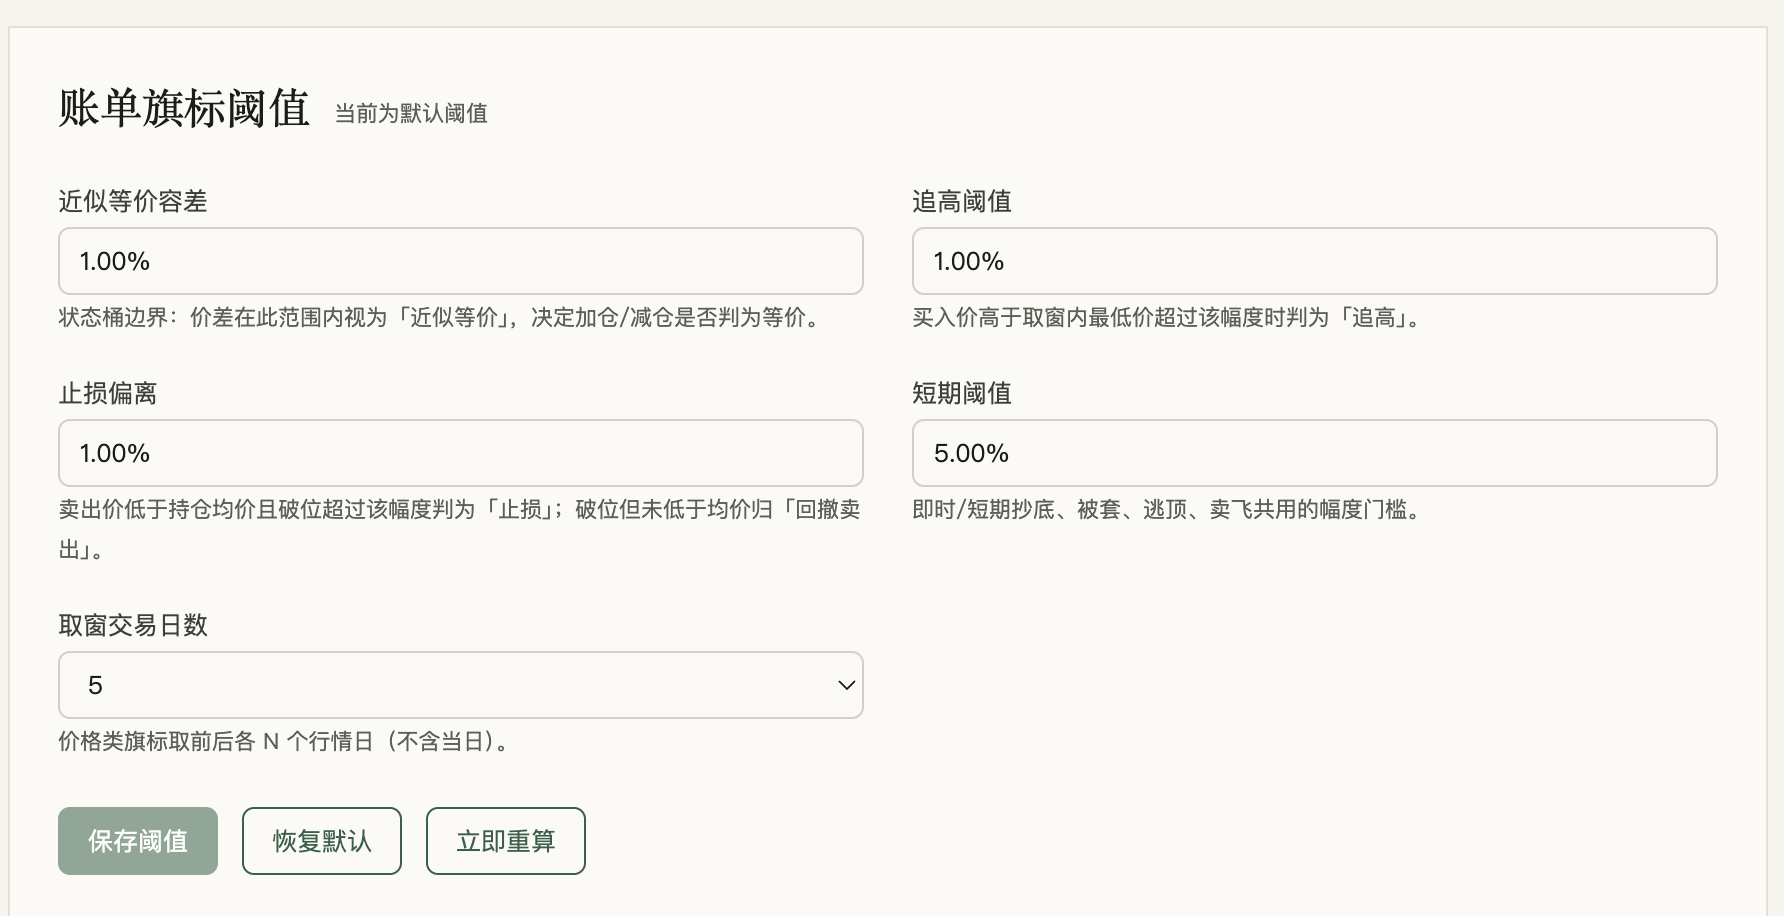 账单旗标阈值 当前为默认阈值
近似等价容差
1.00%
状态桶边界：价差在此范围内视为「近似等价」，决定加仓/减仓是否判为等价。
追高阈值
1.00%
买入价高于取窗内最低价超过该幅度时判为「追高」。
止损偏离
1.00%
卖出价低于持仓均价且破位超过该幅度判为「止损」；破位但未低于均价归「回撤卖
出」。
短期阈值
5.00%
即时/短期抄底、被套、逃顶、卖飞共用的幅度门槛。
取窗交易日数
5
价格类旗标取前后各 N 个行情日（不含当日）。
保存阈值 恢复默认 立即重算